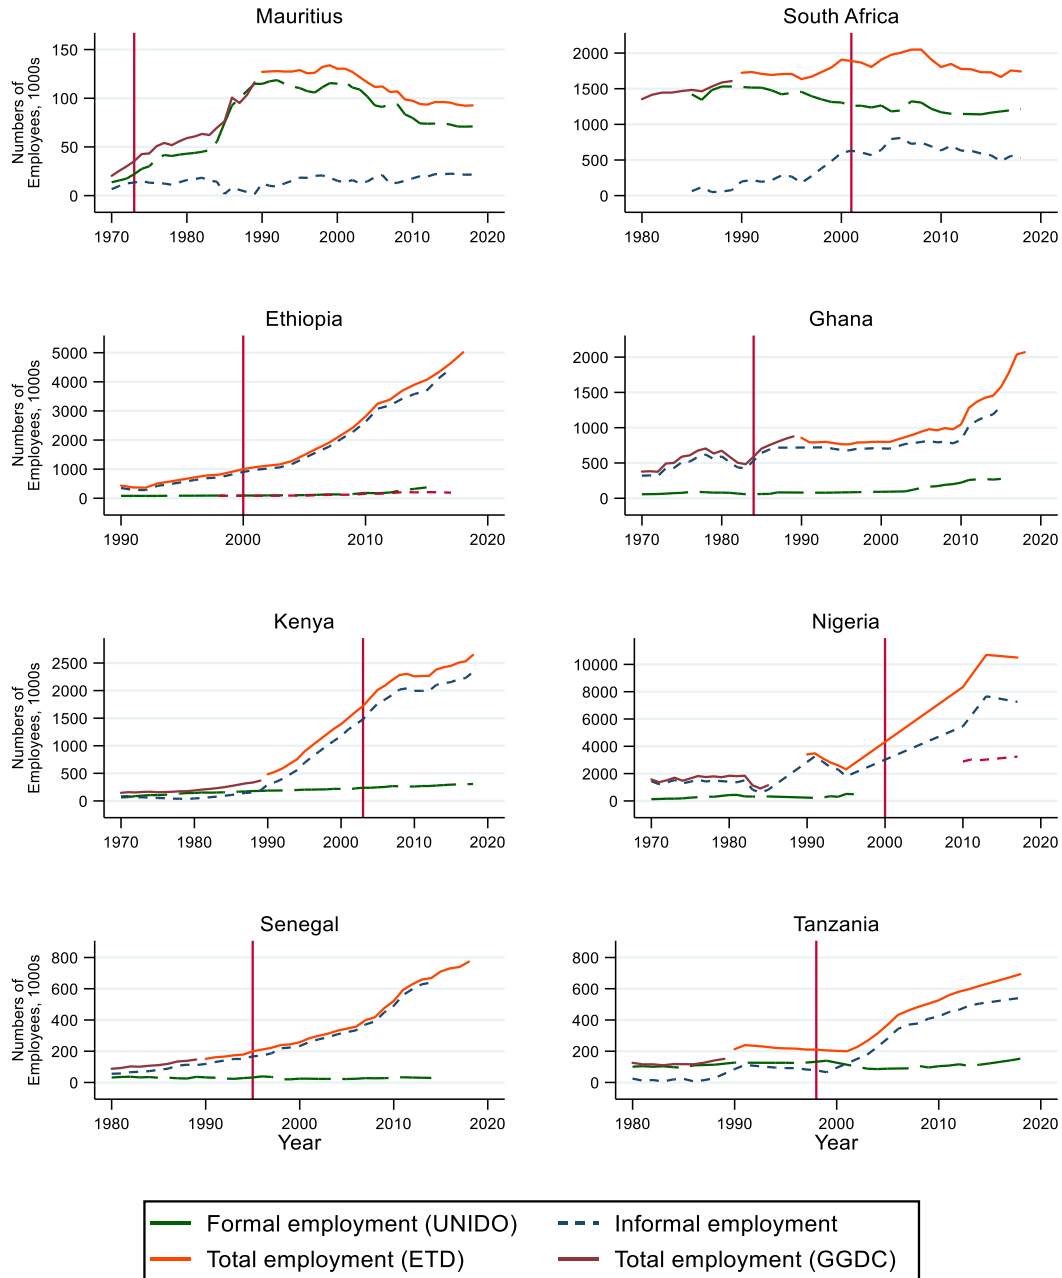 Mauritius
Numbers of
Employees, 1000s
150
100
50
0
1970 1980 1990 2000 2010 2020
South Africa
2000
1500
1000
500
0
1980 1990 2000 2010 2020
Ethiopia
Numbers of
Employees, 1000s
5000
4000
3000
2000
1000
0
1990 2000 2010 2020
Ghana
2000
1500
1000
500
0
1970 1980 1990 2000 2010 2020
Kenya
Numbers of
Employees, 1000s
2500
2000
1500
1000
500
0
1970 1980 1990 2000 2010 2020
Nigeria
10000
8000
6000
4000
2000
0
1970 1980 1990 2000 2010 2020
Senegal
Numbers of
Employees, 1000s
800
600
400
200
0
1980 1990 2000 2010 2020
Year
Tanzania
800
600
400
200
0
1980 1990 2000 2010 2020
Year
Formal employment (UNIDO) Informal employment
Total employment (ETD) Total employment (GGDC)